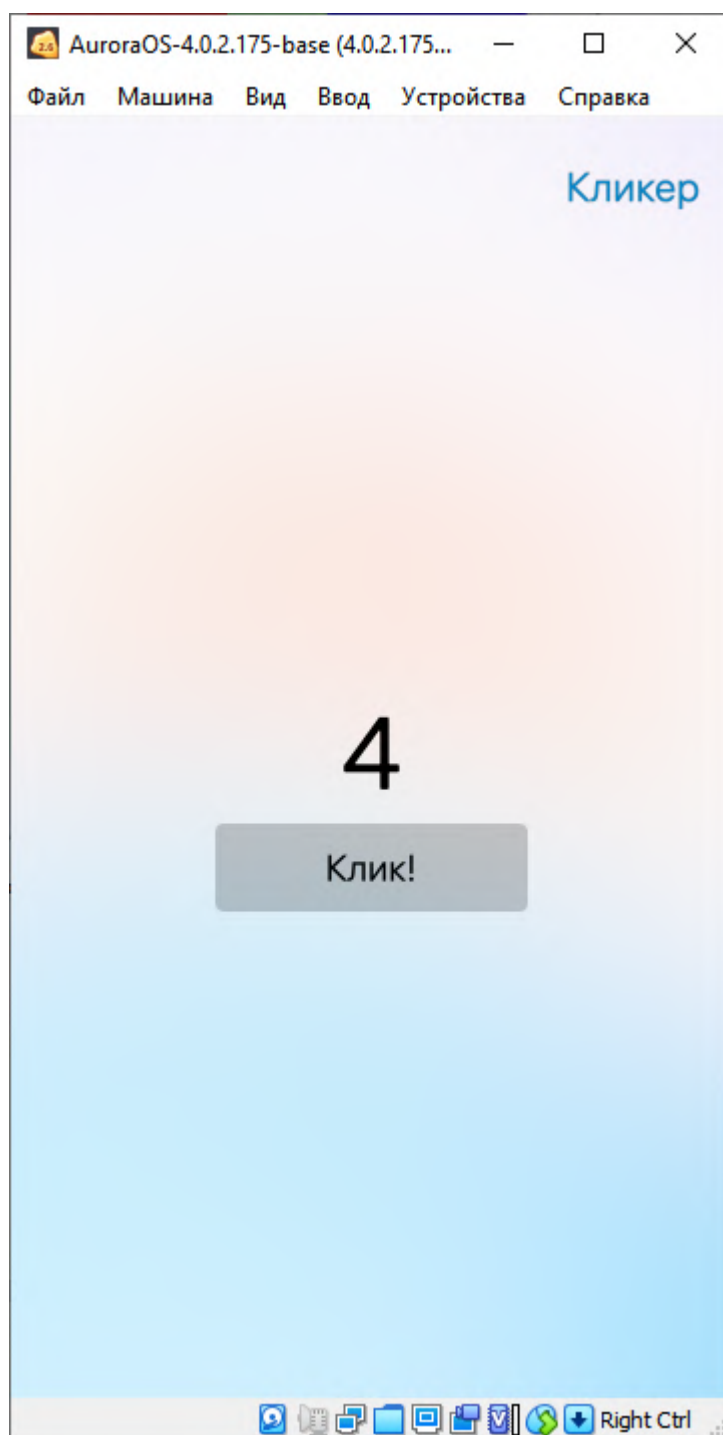 AuroraOS-4.0.2.175-base (4.0.2.175...
Файл Машина Вид Ввод Устройства Справка
Кликер
4
Клик!
Right Ctrl